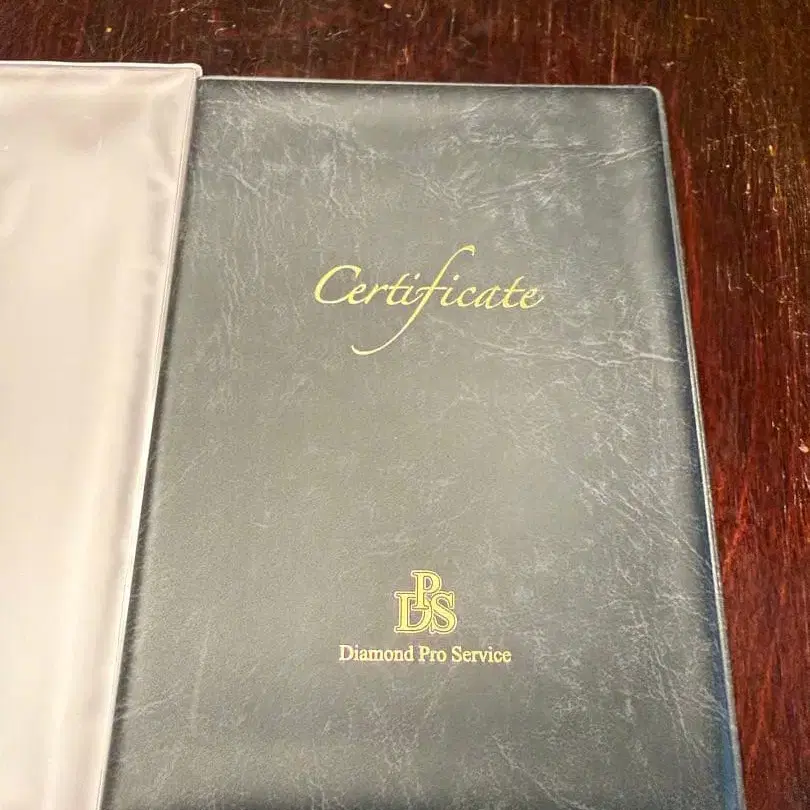 Certificate
DPS
Diamond Pro Service